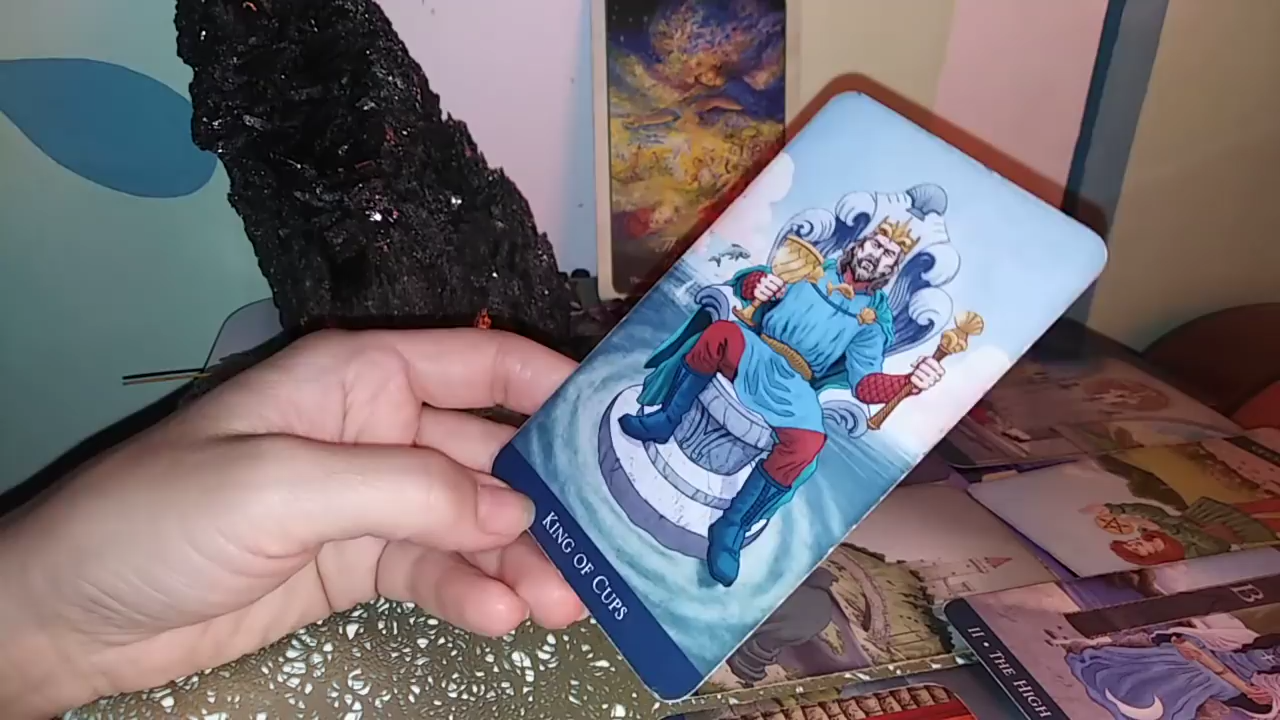 King of Cups
II • The High
B